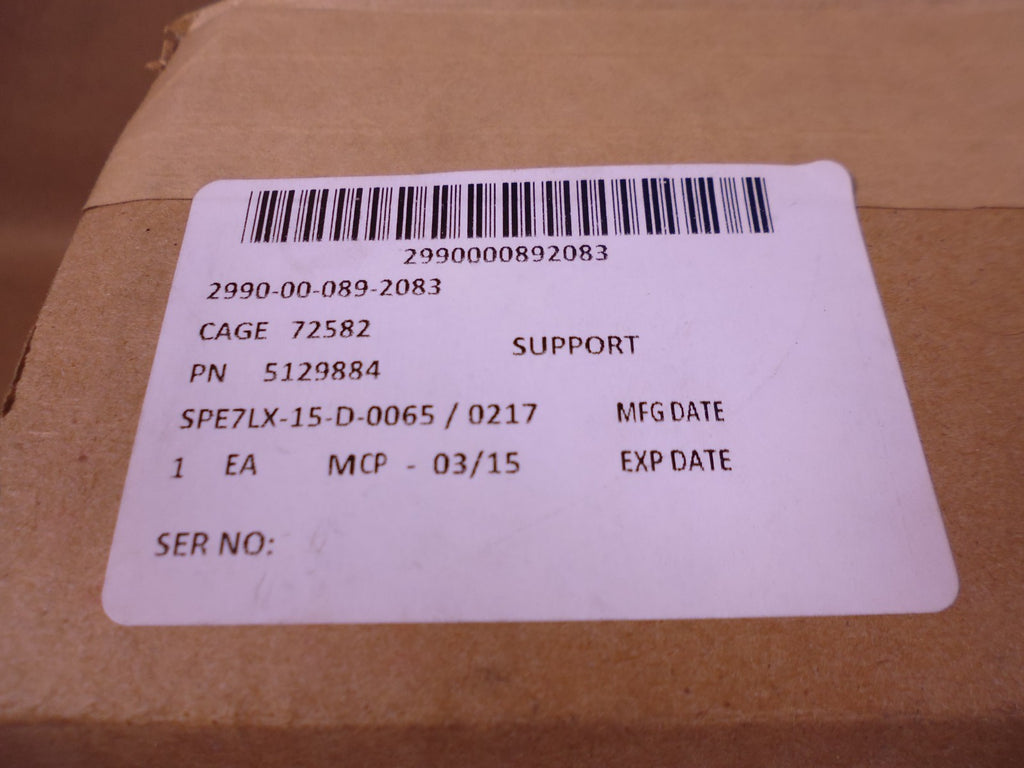 2990000892083
2990-00-089-2083
CAGE 72582
SUPPORT
PN 5129884
SPE7LX-15-D-0065 / 0217 MFG DATE
1 EA MCP - 03/15 EXP DATE
SER NO: